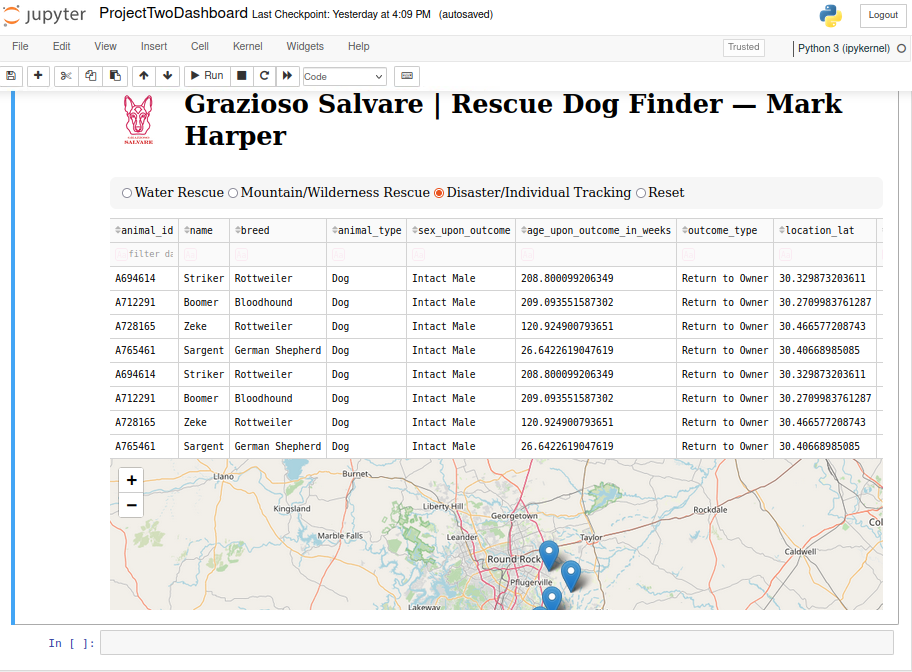 jupyter ProjectTwoDashboard Last Checkpoint: Yesterday at 4:09 PM (autosaved) Logout
File Edit View Insert Cell Kernel Widgets Help Trusted Python 3 (ipykernel)
Run Code
GRAZIOSO
SALVARE
Grazioso Salvare | Rescue Dog Finder — Mark
Harper
Water Rescue Mountain/Wilderness Rescue Disaster/Individual Tracking Reset
animal_id name breed animal_type sex_upon_outcome age_upon_outcome_in_weeks outcome_type location_lat
Aa filter da Aa Aa Aa Aa Aa Aa Aa
A694614 Striker Rottweiler Dog Intact Male 208.800099206349 Return to Owner 30.329873203611
A712291 Boomer Bloodhound Dog Intact Male 209.093551587302 Return to Owner 30.2709983761287
A728165 Zeke Rottweiler Dog Intact Male 120.924900793651 Return to Owner 30.466577208743
A765461 Sargent German Shepherd Dog Intact Male 26.6422619047619 Return to Owner 30.40668985085
A694614 Striker Rottweiler Dog Intact Male 208.800099206349 Return to Owner 30.329873203611
A712291 Boomer Bloodhound Dog Intact Male 209.093551587302 Return to Owner 30.2709983761287
A728165 Zeke Rottweiler Dog Intact Male 120.924900793651 Return to Owner 30.466577208743
A765461 Sargent German Shepherd Dog Intact Male 26.6422619047619 Return to Owner 30.40668985085
+
−
Llano
Burnet
Kingsland
Liberty Hill
Georgetown
Rockdale
Col
Marble Falls
Leander
Taylor
Caldwell
Round Rock
Pflugerville
Lakeway
In [ ]: